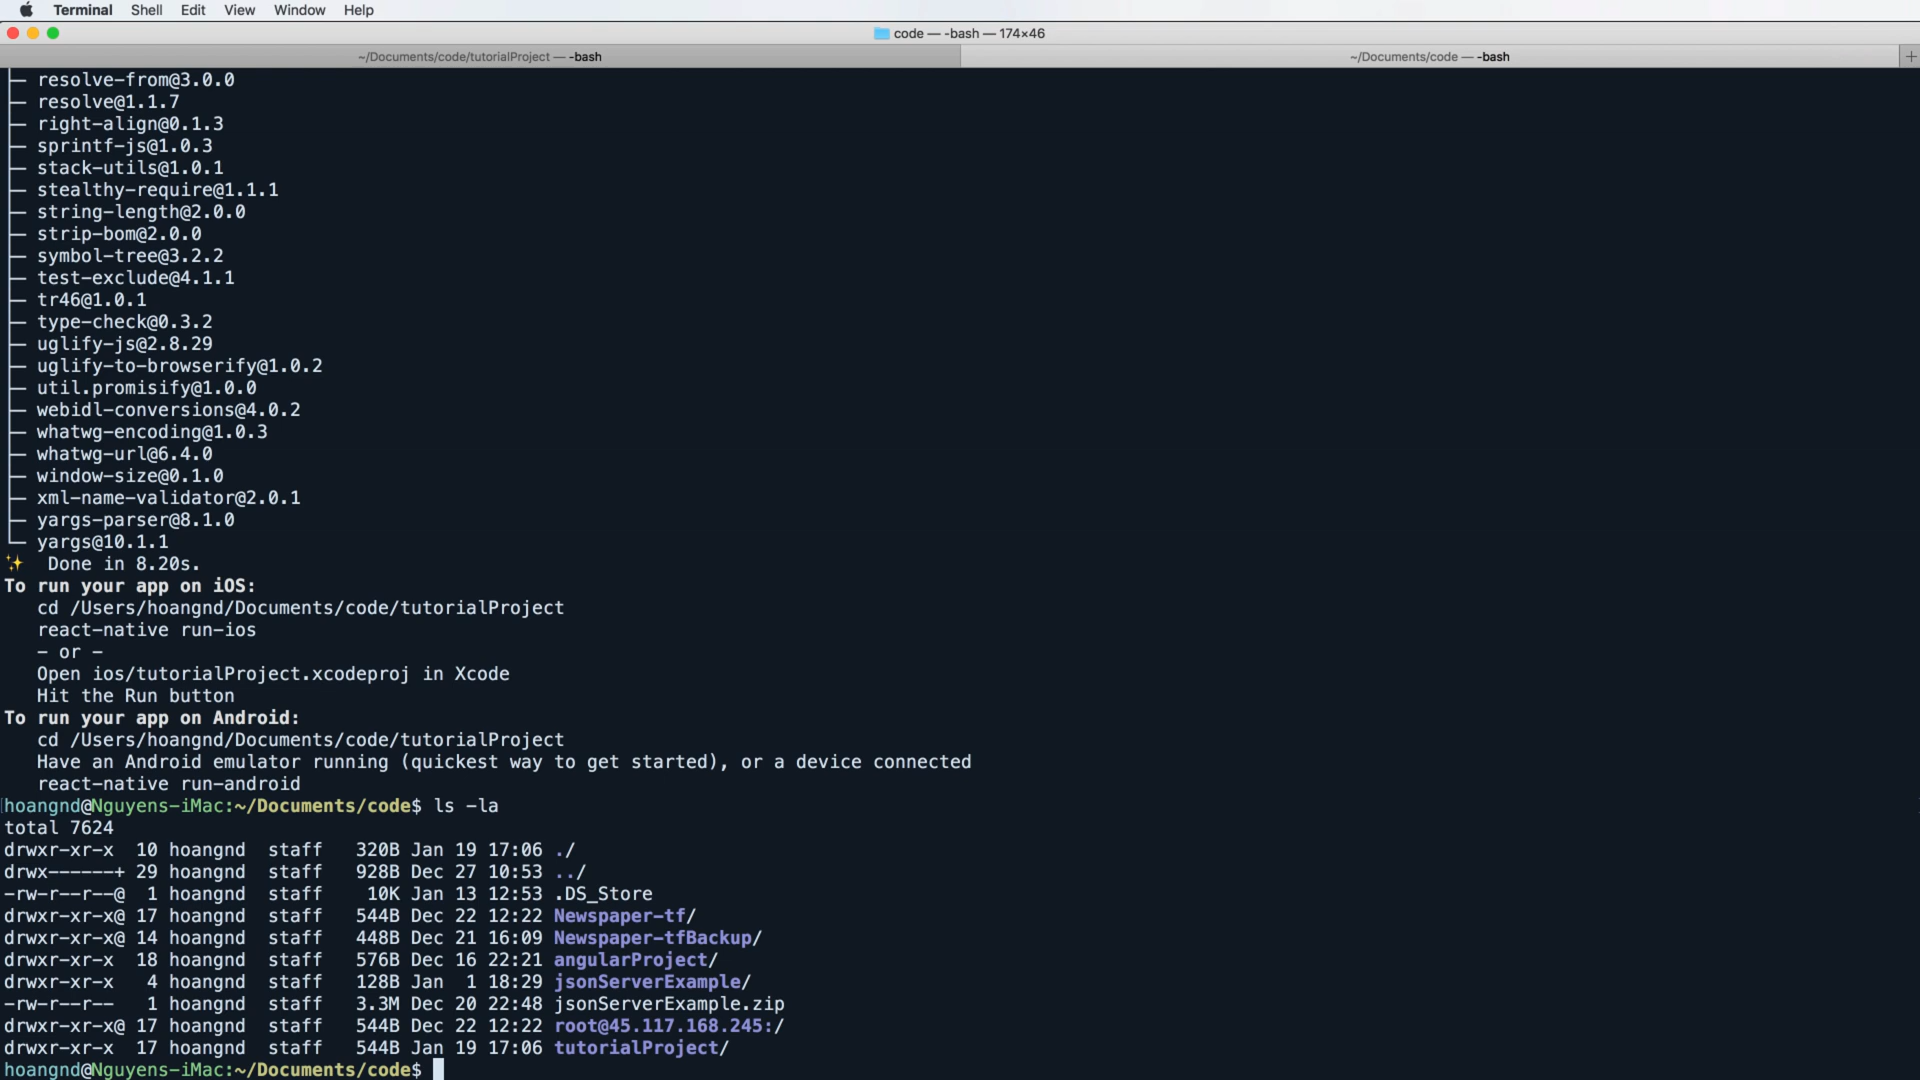 Terminal Shell Edit View Window Help
code — -bash — 174×46
~/Documents/code/tutorialProject — -bash
~/Documents/code — -bash
├─ resolve-from@3.0.0
├─ resolve@1.1.7
├─ right-align@0.1.3
├─ sprintf-js@1.0.3
├─ stack-utils@1.0.1
├─ stealthy-require@1.1.1
├─ string-length@2.0.0
├─ strip-bom@2.0.0
├─ symbol-tree@3.2.2
├─ test-exclude@4.1.1
├─ tr46@1.0.1
├─ type-check@0.3.2
├─ uglify-js@2.8.29
├─ uglify-to-browserify@1.0.2
├─ util.promisify@1.0.0
├─ webidl-conversions@4.0.2
├─ whatwg-encoding@1.0.3
├─ whatwg-url@6.4.0
├─ window-size@0.1.0
├─ xml-name-validator@2.0.1
├─ yargs-parser@8.1.0
└─ yargs@10.1.1
✨  Done in 8.20s.
To run your app on iOS:
   cd /Users/hoangnd/Documents/code/tutorialProject
   react-native run-ios
   - or -
   Open ios/tutorialProject.xcodeproj in Xcode
   Hit the Run button
To run your app on Android:
   cd /Users/hoangnd/Documents/code/tutorialProject
   Have an Android emulator running (quickest way to get started), or a device connected
   react-native run-android
hoangnd@Nguyens-iMac:~/Documents/code$ ls -la
total 7624
drwxr-xr-x  10 hoangnd  staff   320B Jan 19 17:06 ./
drwx------+ 29 hoangnd  staff   928B Dec 27 10:53 ../
-rw-r--r--@  1 hoangnd  staff    10K Jan 13 12:53 .DS_Store
drwxr-xr-x@ 17 hoangnd  staff   544B Dec 22 12:22 Newspaper-tf/
drwxr-xr-x@ 14 hoangnd  staff   448B Dec 21 16:09 Newspaper-tfBackup/
drwxr-xr-x  18 hoangnd  staff   576B Dec 16 22:21 angularProject/
drwxr-xr-x   4 hoangnd  staff   128B Jan  1 18:29 jsonServerExample/
-rw-r--r--   1 hoangnd  staff   3.3M Dec 20 22:48 jsonServerExample.zip
drwxr-xr-x@ 17 hoangnd  staff   544B Dec 22 12:22 root@45.117.168.245:/
drwxr-xr-x  17 hoangnd  staff   544B Jan 19 17:06 tutorialProject/
hoangnd@Nguyens-iMac:~/Documents/code$